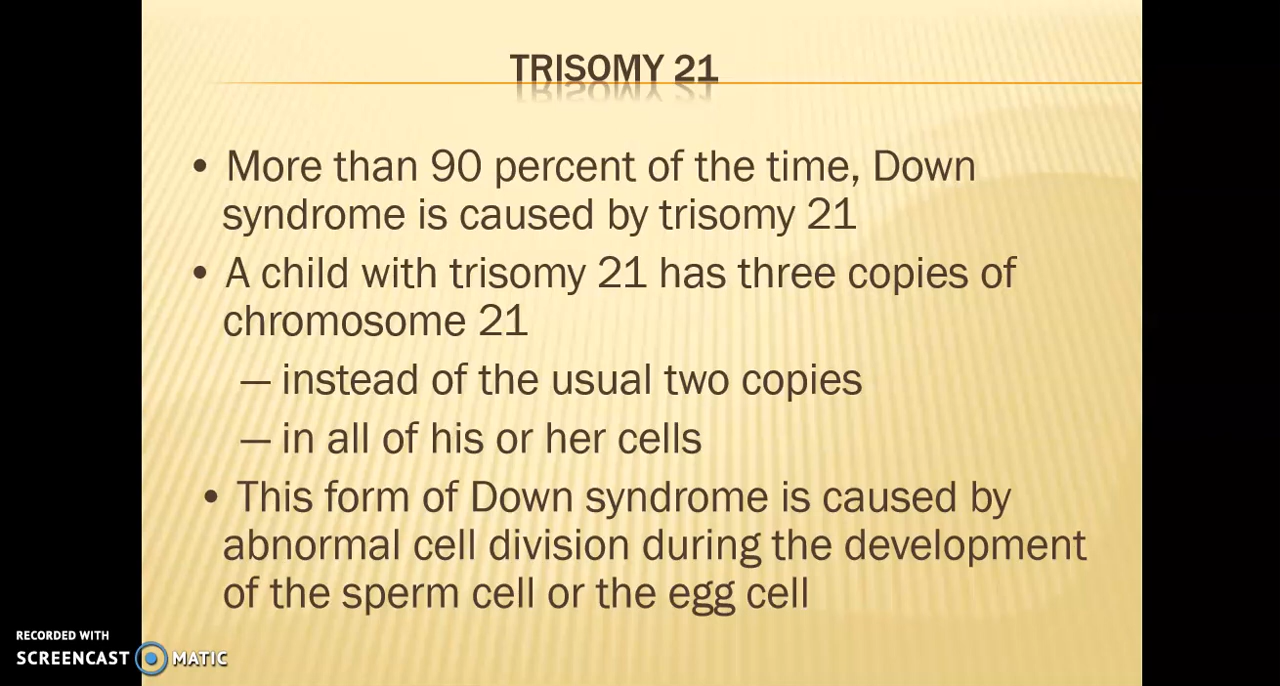 TRISOMY 21
• More than 90 percent of the time, Down
syndrome is caused by trisomy 21
• A child with trisomy 21 has three copies of
chromosome 21
— instead of the usual two copies
— in all of his or her cells
• This form of Down syndrome is caused by
abnormal cell division during the development
of the sperm cell or the egg cell
RECORDED WITH
SCREENCAST MATIC